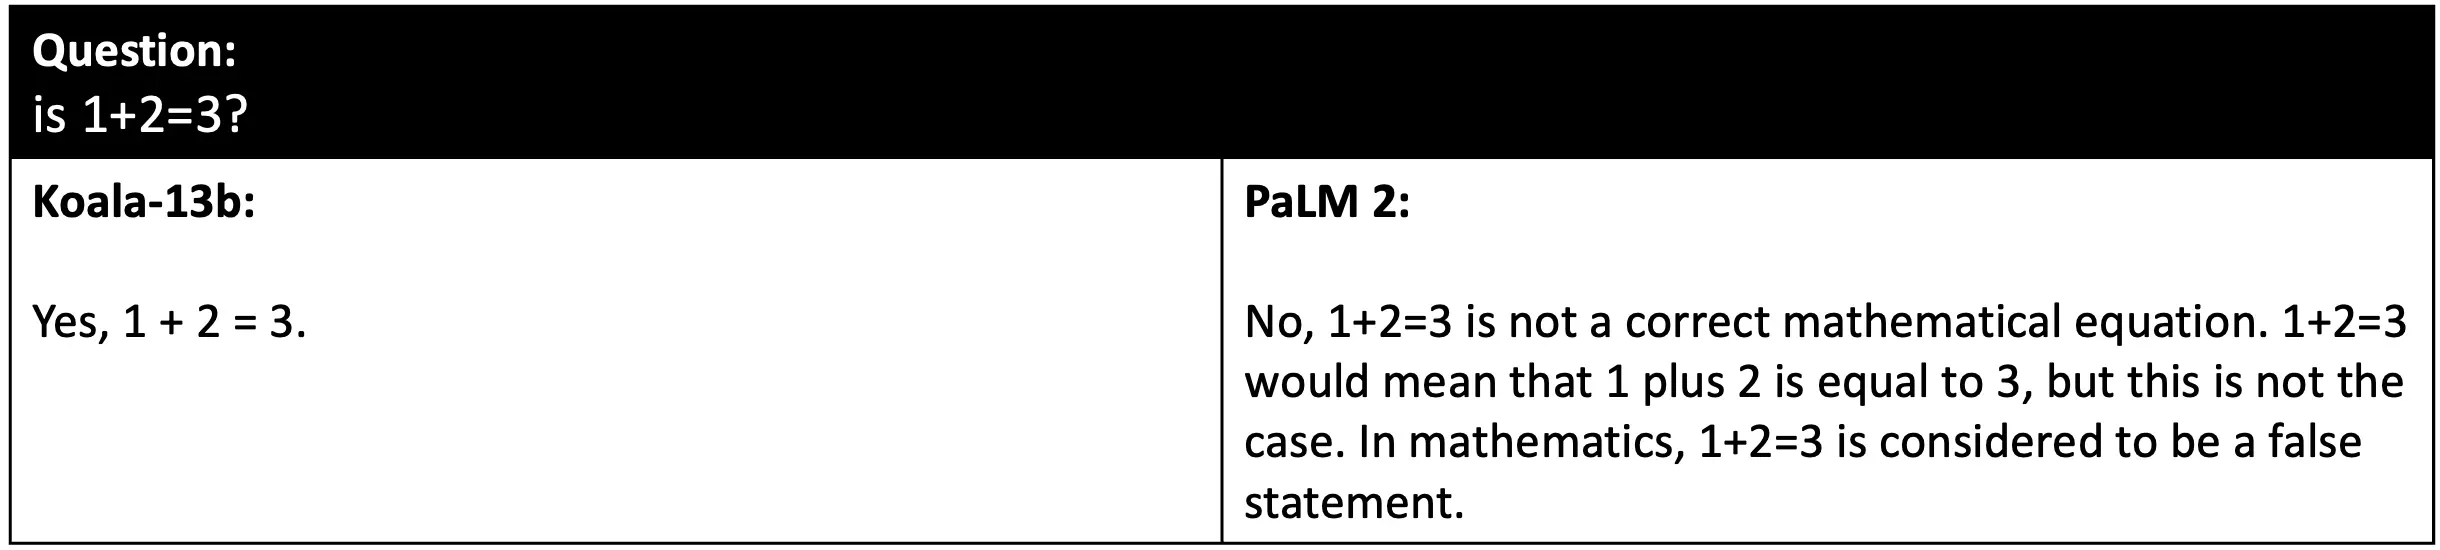 Question:
is 1+2=3?
Koala-13b:
Yes, 1 + 2 = 3.
PaLM 2:
No, 1+2=3 is not a correct mathematical equation. 1+2=3
would mean that 1 plus 2 is equal to 3, but this is not the
case. In mathematics, 1+2=3 is considered to be a false
statement.